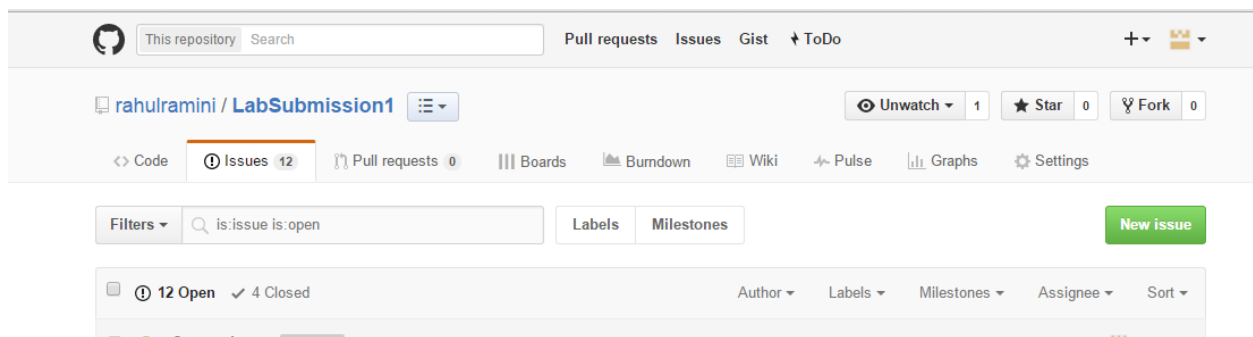 This repository Search Pull requests Issues Gist ToDo
rahulramini / LabSubmission1 Unwatch 1 Star 0 Fork 0
Code Issues 12 Pull requests 0 Boards Burndown Wiki Pulse Graphs Settings
Filters is:issue is:open Labels Milestones New issue
12 Open 4 Closed Author Labels Milestones Assignee Sort